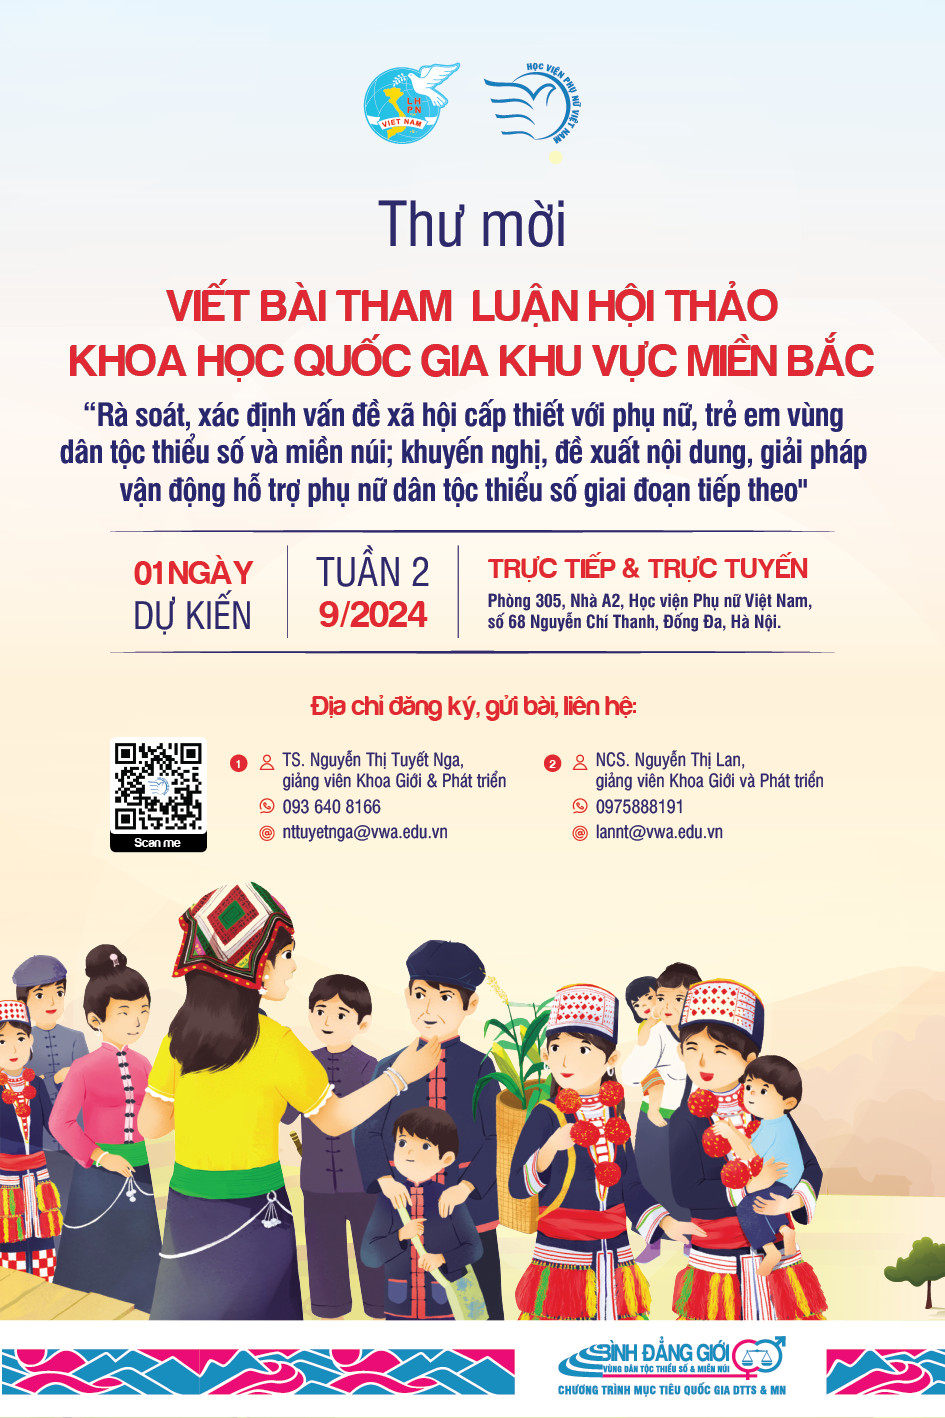 LH
PN
VIET NAM
HỌC VIỆN PHỤ NỮ VIỆT NAM
Thư mời
VIẾT BÀI THAM LUẬN HỘI THẢO
KHOA HỌC QUỐC GIA KHU VỰC MIỀN BẮC
“Rà soát, xác định vấn đề xã hội cấp thiết với phụ nữ, trẻ em vùng
dân tộc thiểu số và miền núi; khuyến nghị, đề xuất nội dung, giải pháp
vận động hỗ trợ phụ nữ dân tộc thiểu số giai đoạn tiếp theo"
01 NGÀY
DỰ KIẾN
TUẦN 2
9/2024
TRỰC TIẾP & TRỰC TUYẾN
Phòng 305, Nhà A2, Học viện Phụ nữ Việt Nam,
số 68 Nguyễn Chí Thanh, Đống Đa, Hà Nội.
Địa chỉ đăng ký, gửi bài, liên hệ:
Scan me
1 TS. Nguyễn Thị Tuyết Nga,
giảng viên Khoa Giới & Phát triển
093 640 8166
nttuyetnga@vwa.edu.vn
2 NCS. Nguyễn Thị Lan,
giảng viên Khoa Giới và Phát triển
0975888191
lannt@vwa.edu.vn
BÌNH ĐẲNG GIỚI
VÙNG DÂN TỘC THIỂU SỐ & MIỀN NÚI
CHƯƠNG TRÌNH MỤC TIÊU QUỐC GIA DTTS & MN